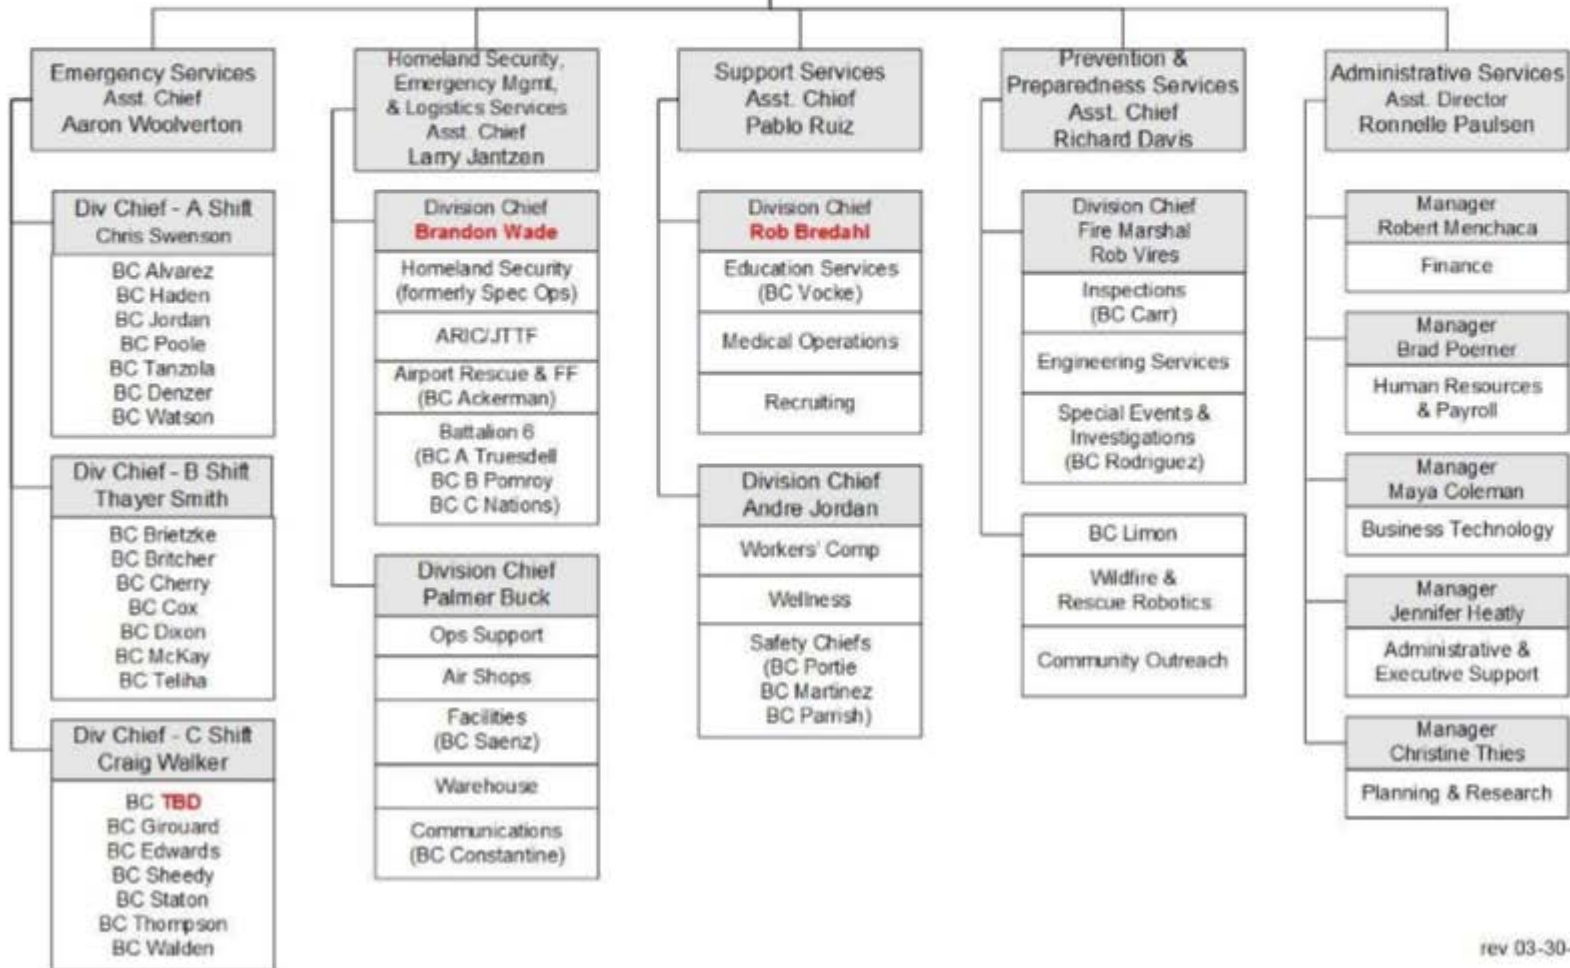 Emergency Services
Asst. Chief
Aaron Woolverton
Div Chief - A Shift
Chris Swenson
BC Alvarez
BC Haden
BC Jordan
BC Poole
BC Tanzola
BC Denzer
BC Watson
Div Chief - B Shift
Thayer Smith
BC Brietzke
BC Britcher
BC Cherry
BC Cox
BC Dixon
BC McKay
BC Teliha
Div Chief - C Shift
Craig Walker
BC TBD
BC Girouard
BC Edwards
BC Sheedy
BC Staton
BC Thompson
BC Walden
Homeland Security,
Emergency Mgmt,
& Logistics Services
Asst. Chief
Larry Jantzen
Division Chief
Brandon Wade
Homeland Security
(formerly Spec Ops)
ARIC/JTTF
Airport Rescue & FF
(BC Ackerman)
Battalion 6
(BC A Truesdell
BC B Pomroy
BC C Nations)
Division Chief
Palmer Buck
Ops Support
Air Shops
Facilities
(BC Saenz)
Warehouse
Communications
(BC Constantine)
Support Services
Asst. Chief
Pablo Ruiz
Division Chief
Rob Bredahl
Education Services
(BC Vocke)
Medical Operations
Recruiting
Division Chief
Andre Jordan
Workers' Comp
Wellness
Safety Chiefs
(BC Portie
BC Martinez
BC Parrish)
Prevention &
Preparedness Services
Asst. Chief
Richard Davis
Division Chief
Fire Marshal
Rob Vires
Inspections
(BC Carr)
Engineering Services
Special Events &
Investigations
(BC Rodriguez)
BC Limon
Wildfire &
Rescue Robotics
Community Outreach
Administrative Services
Asst. Director
Ronnelle Paulsen
Manager
Robert Menchaca
Finance
Manager
Brad Poerner
Human Resources
& Payroll
Manager
Maya Coleman
Business Technology
Manager
Jennifer Heatly
Administrative &
Executive Support
Manager
Christine Thies
Planning & Research
rev 03-30-